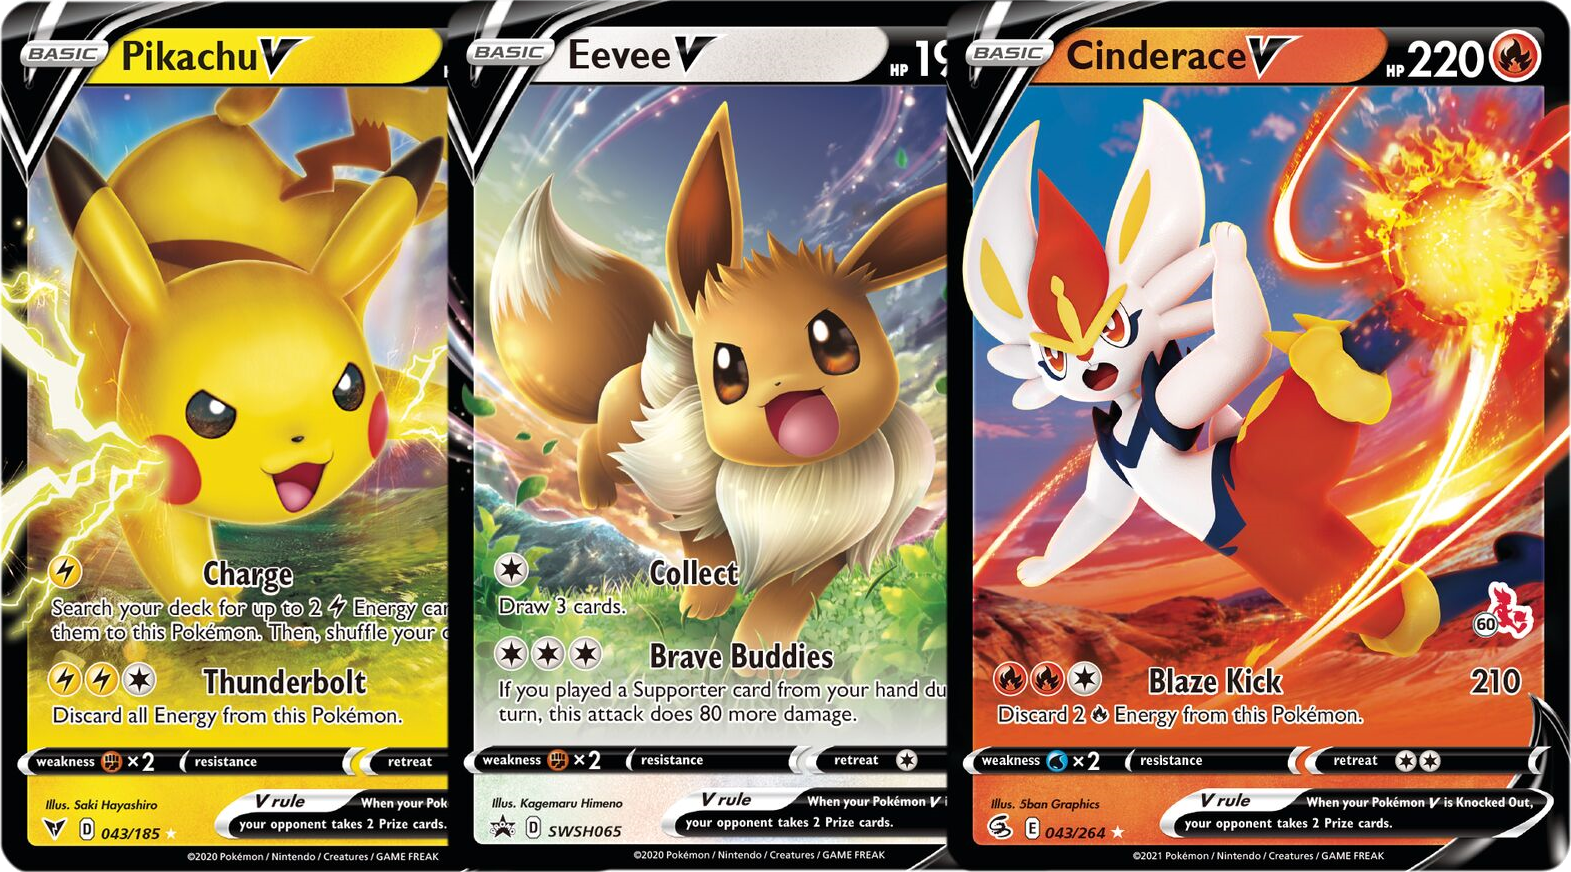 BASIC Pikachu V
Charge
Search your deck for up to 2 Energy
them to this Pokémon. Then, shuffle your
Thunderbolt
Discard all Energy from this Pokémon.
weakness ×2 resistance retreat
Illus. Saki Hayashiro
V rule When your
your opponent takes 2 Prize cards.
D 043/185
©2020 Pokémon / Nintendo / Creatures / GAME FREAK
BASIC Eevee V HP
Collect
Draw 3 cards.
Brave Buddies
If you played a Supporter card from your hand
turn, this attack does 80 more damage.
weakness ×2 resistance retreat
Illus. Kagemaru Himeno
V rule When your Pokémon V
your opponent takes 2 Prize cards.
PROMO D SWSH065
©2020 Pokémon / Nintendo / Creatures / GAME FREAK
BASIC Cinderace V HP 220
60
Blaze Kick 210
Discard 2 Energy from this Pokémon.
weakness ×2 resistance retreat
Illus. 5ban Graphics
V rule When your Pokémon V is Knocked Out,
your opponent takes 2 Prize cards.
E 043/264
©2021 Pokémon / Nintendo / Creatures / GAME FREAK